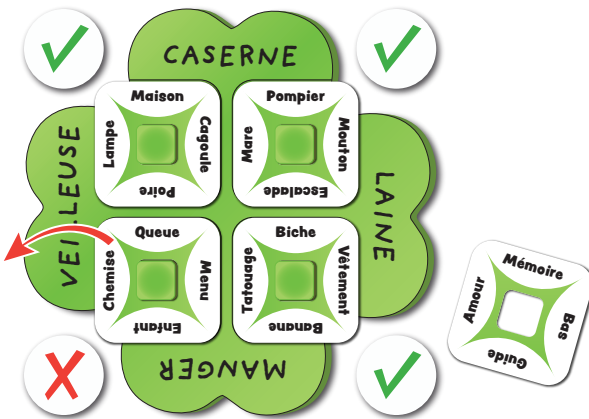 CASERNE
VEILLEUSE
LAINE
MANGER
Maison
Lampe
Cagoule
Poire
Pompier
Mare
Mouton
Escalade
Queue
Chemise
Menu
Enfant
Biche
Tatouage
Vêtement
Banane
Mémoire
Amour
Bas
Guide